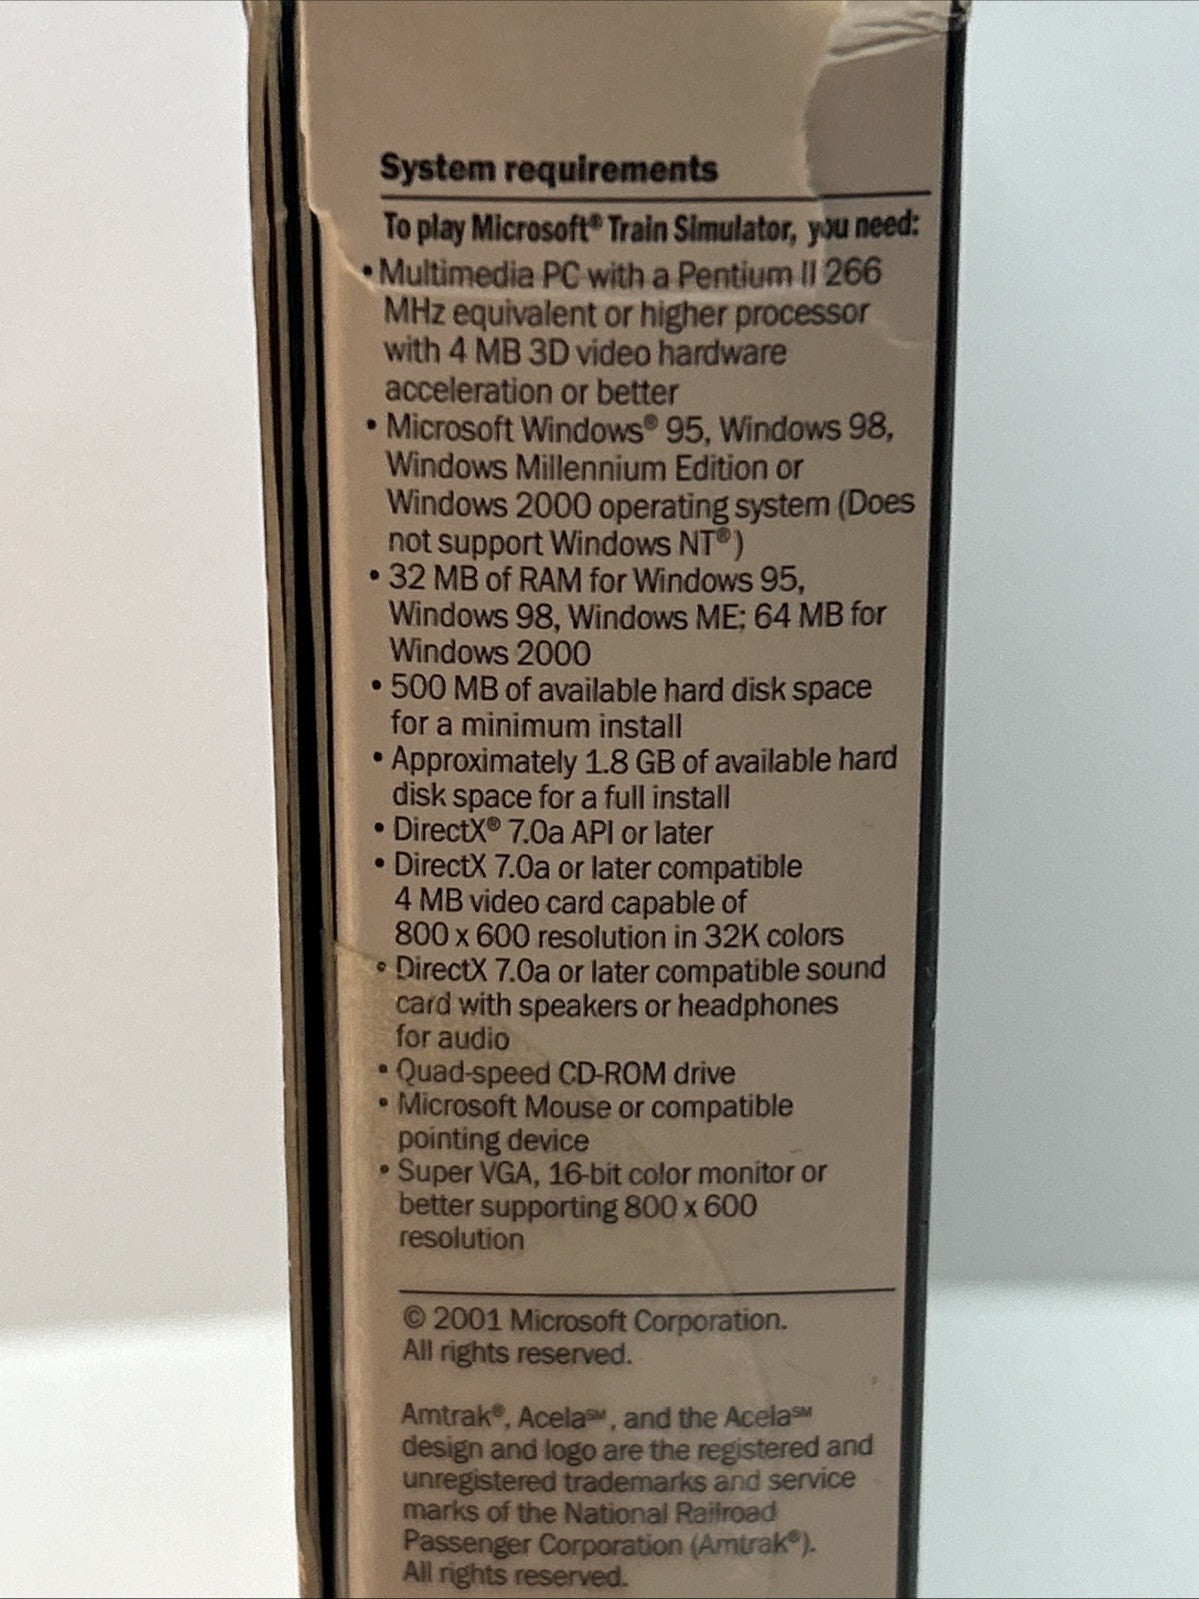 System requirements
To play Microsoft® Train Simulator, you need:
• Multimedia PC with a Pentium II 266
MHz equivalent or higher processor
with 4 MB 3D video hardware
acceleration or better
• Microsoft Windows® 95, Windows 98,
Windows Millennium Edition or
Windows 2000 operating system (Does
not support Windows NT®)
• 32 MB of RAM for Windows 95,
Windows 98, Windows ME; 64 MB for
Windows 2000
• 500 MB of available hard disk space
for a minimum install
• Approximately 1.8 GB of available hard
disk space for a full install
• DirectX® 7.0a API or later
• DirectX 7.0a or later compatible
4 MB video card capable of
800 x 600 resolution in 32K colors
• DirectX 7.0a or later compatible sound
card with speakers or headphones
for audio
• Quad-speed CD-ROM drive
• Microsoft Mouse or compatible
pointing device
• Super VGA, 16-bit color monitor or
better supporting 800 x 600
resolution
© 2001 Microsoft Corporation.
All rights reserved.
Amtrak®, Acela℠, and the Acela℠
design and logo are the registered and
unregistered trademarks and service
marks of the National Railroad
Passenger Corporation (Amtrak®).
All rights reserved.